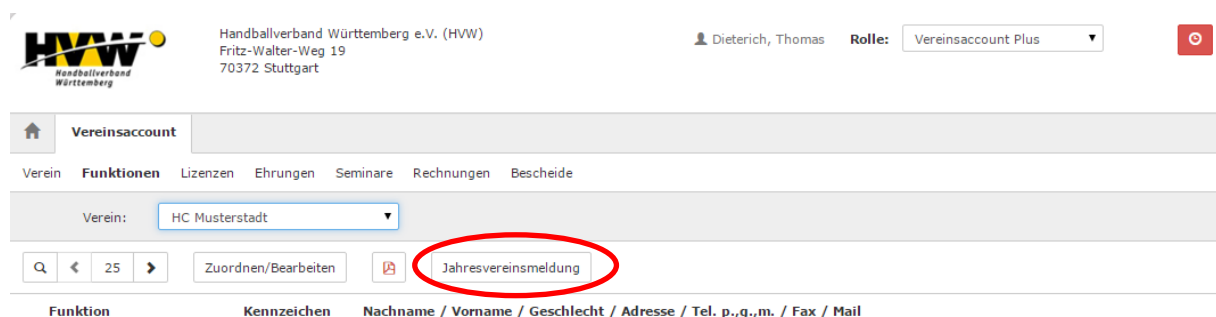 HVW
Handballverband
Württemberg
Handballverband Württemberg e.V. (HVW)
Fritz-Walter-Weg 19
70372 Stuttgart
Dieterich, Thomas Rolle: Vereinsaccount Plus
Vereinsaccount
Verein Funktionen Lizenzen Ehrungen Seminare Rechnungen Bescheide
Verein: HC Musterstadt
25 Zuordnen/Bearbeiten Jahresvereinsmeldung
Funktion Kennzeichen Nachname / Vorname / Geschlecht / Adresse / Tel. p.,g.,m. / Fax / Mail